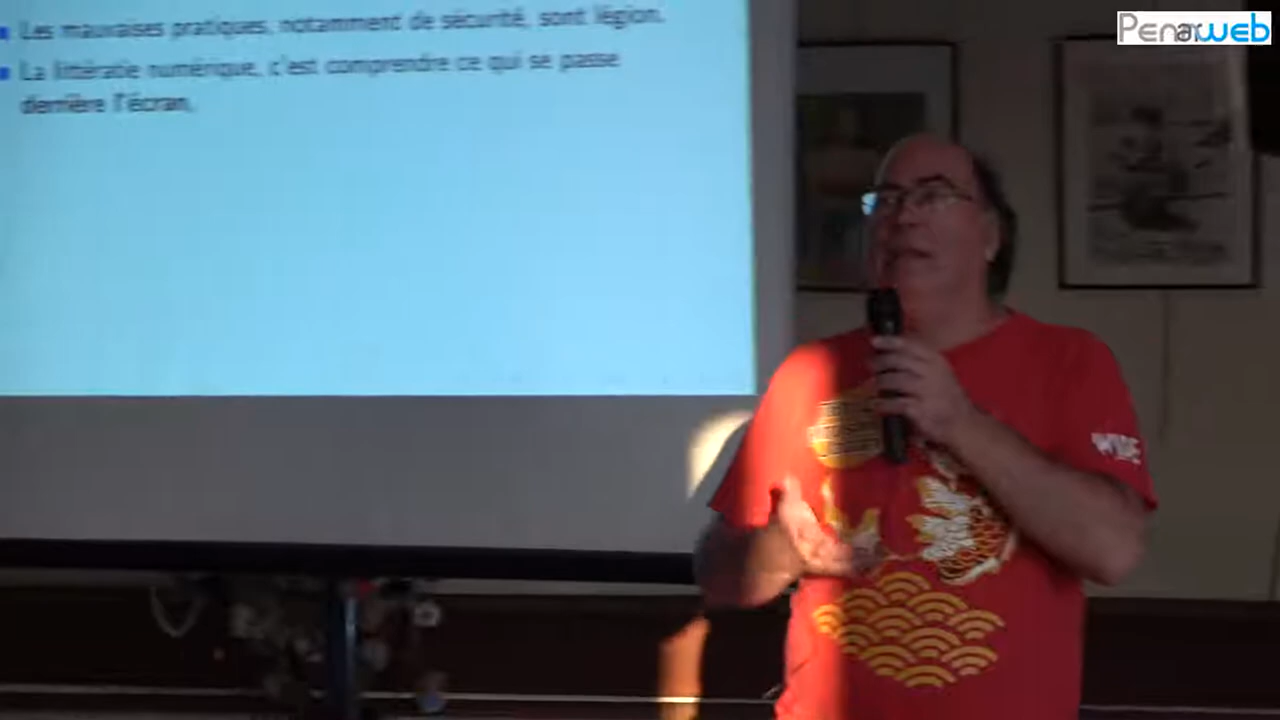 Les mauvaises pratiques, notamment de sécurité, sont légion.
La littératie numérique, c'est comprendre ce qui se passe
derrière l'écran.
Penarweb
WIDE